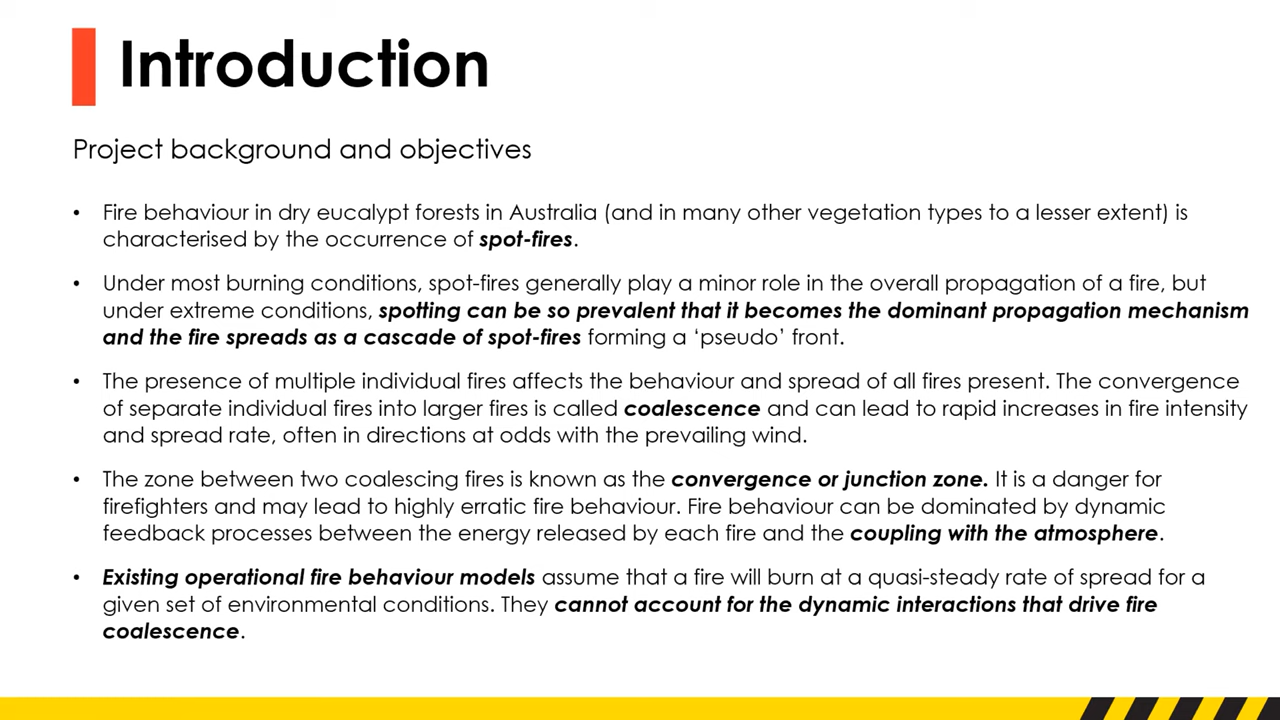 Introduction
Project background and objectives
• Fire behaviour in dry eucalypt forests in Australia (and in many other vegetation types to a lesser extent) is
characterised by the occurrence of spot-fires.
• Under most burning conditions, spot-fires generally play a minor role in the overall propagation of a fire, but
under extreme conditions, spotting can be so prevalent that it becomes the dominant propagation mechanism
and the fire spreads as a cascade of spot-fires forming a ‘pseudo’ front.
• The presence of multiple individual fires affects the behaviour and spread of all fires present. The convergence
of separate individual fires into larger fires is called coalescence and can lead to rapid increases in fire intensity
and spread rate, often in directions at odds with the prevailing wind.
• The zone between two coalescing fires is known as the convergence or junction zone. It is a danger for
firefighters and may lead to highly erratic fire behaviour. Fire behaviour can be dominated by dynamic
feedback processes between the energy released by each fire and the coupling with the atmosphere.
• Existing operational fire behaviour models assume that a fire will burn at a quasi-steady rate of spread for a
given set of environmental conditions. They cannot account for the dynamic interactions that drive fire
coalescence.